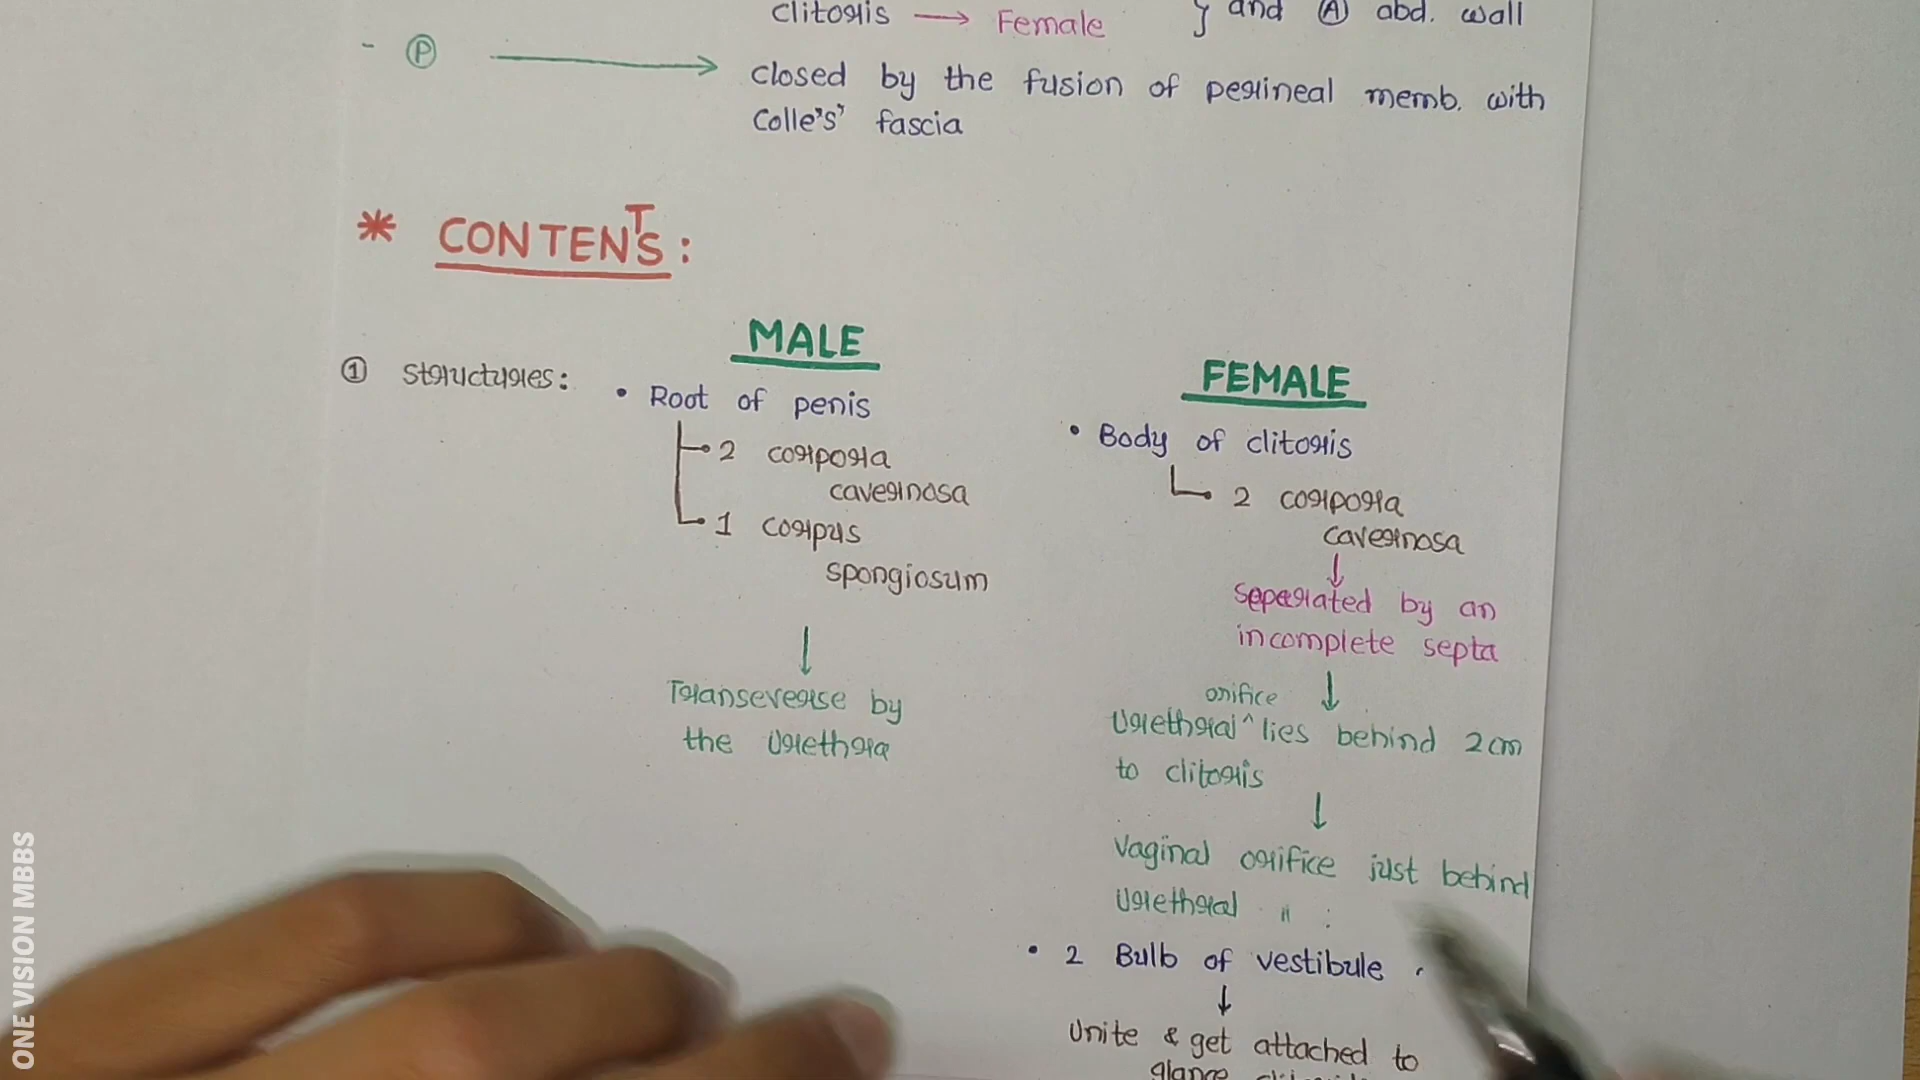 clitoris → Female } and Ⓐ abd. wall
- Ⓟ → closed by the fusion of perineal memb. with
Colle's' fascia
* CONTENTS:
MALE
① structures:
• Root of penis
2 corpora
cavernosa
1 corpus
spongiosum
↓
Transeverse by
the Urethra
FEMALE
• Body of clitoris
2 corpora
cavernosa
↓
seperated by an
incomplete septa
↓
orifice
Urethral ^ lies behind 2cm
to clitoris
↓
Vaginal orifice just behind
Urethral "
• 2 Bulb of vestibule
↓
Unite & get attached to
ONE VISION MBBS